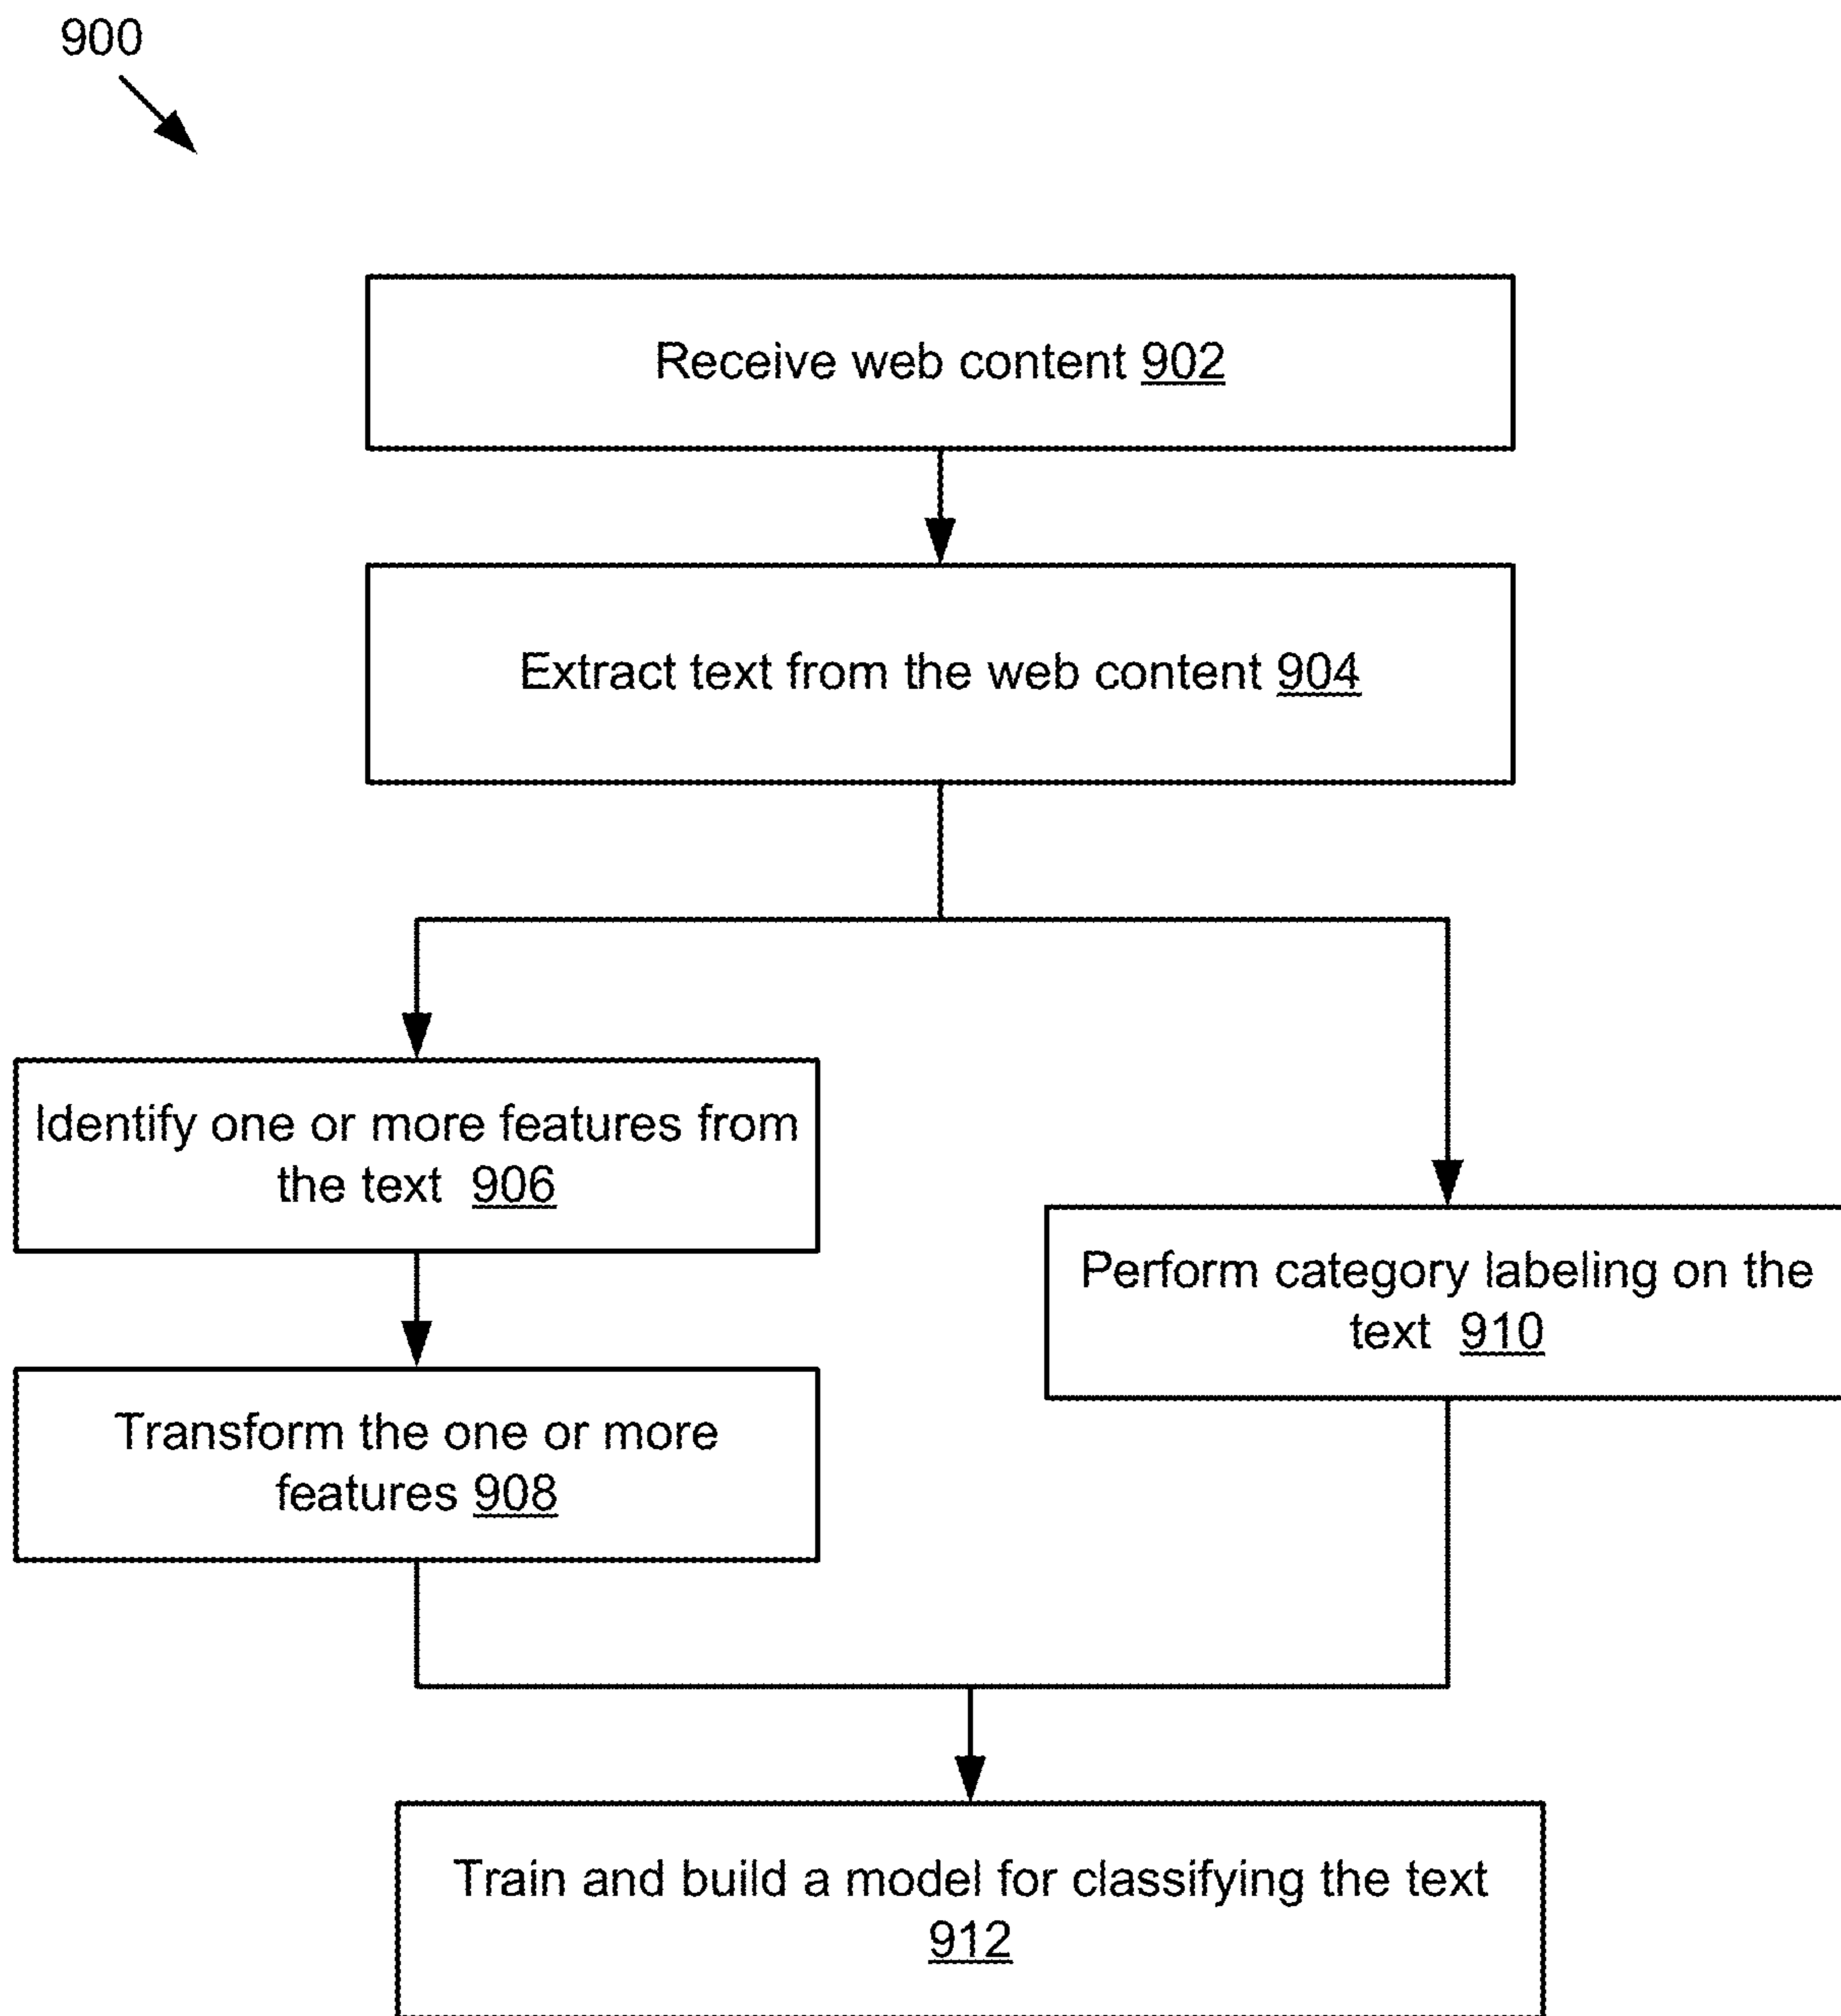 900
Receive web content 902
Extract text from the web content 904
Identify one or more features from
the text 906
Transform the one or more
features 908
Perform category labeling on the
text 910
Train and build a model for classifying the text
912